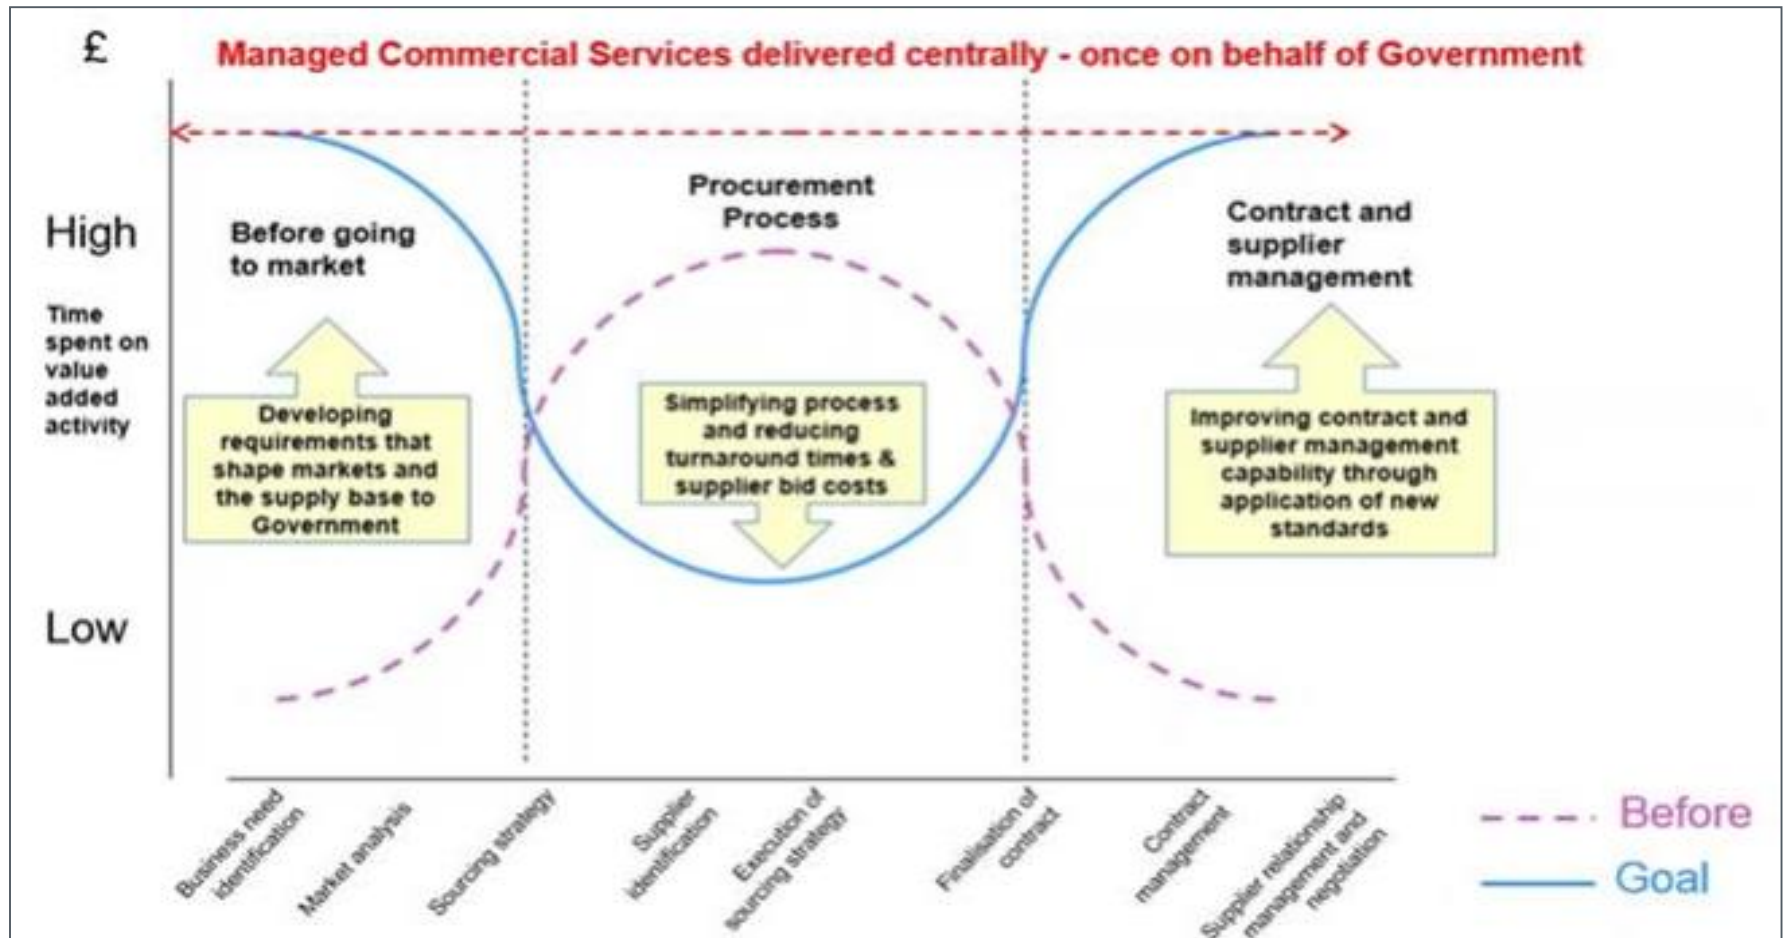 £
Managed Commercial Services delivered centrally - once on behalf of Government
High
Time
spent on
value
added
activity
Low
Before going
to market
Developing
requirements that
shape markets and
the supply base to
Government
Procurement
Process
Simplifying process
and reducing
turnaround times &
supplier bid costs
Contract and
supplier
management
Improving contract and
supplier management
capability through
application of new
standards
Business need
identification
Market analysis
Sourcing strategy
Supplier
identification
Execution of
sourcing strategy
Finalisation of
contract
Contract
management
Supplier relationship
management and
negotiation
Before
Goal